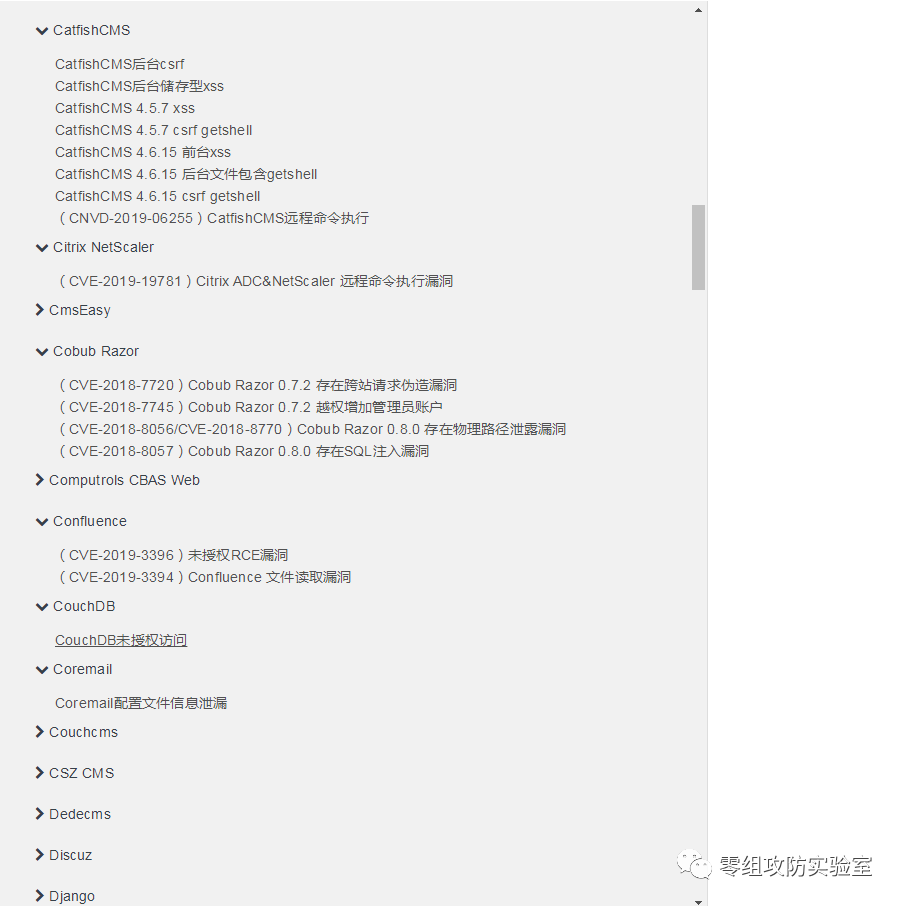 CatfishCMS
CatfishCMS后台csrf
CatfishCMS后台储存型xss
CatfishCMS 4.5.7 xss
CatfishCMS 4.5.7 csrf getshell
CatfishCMS 4.6.15 前台xss
CatfishCMS 4.6.15 后台文件包含getshell
CatfishCMS 4.6.15 csrf getshell
（CNVD-2019-06255）CatfishCMS远程命令执行
Citrix NetScaler
（CVE-2019-19781）Citrix ADC&NetScaler 远程命令执行漏洞
CmsEasy
Cobub Razor
（CVE-2018-7720）Cobub Razor 0.7.2 存在跨站请求伪造漏洞
（CVE-2018-7745）Cobub Razor 0.7.2 越权增加管理员账户
（CVE-2018-8056/CVE-2018-8770）Cobub Razor 0.8.0 存在物理路径泄露漏洞
（CVE-2018-8057）Cobub Razor 0.8.0 存在SQL注入漏洞
Computrols CBAS Web
Confluence
（CVE-2019-3396）未授权RCE漏洞
（CVE-2019-3394）Confluence 文件读取漏洞
CouchDB
CouchDB未授权访问
Coremail
Coremail配置文件信息泄漏
Couchcms
CSZ CMS
Dedecms
Discuz
Django
零组攻防实验室